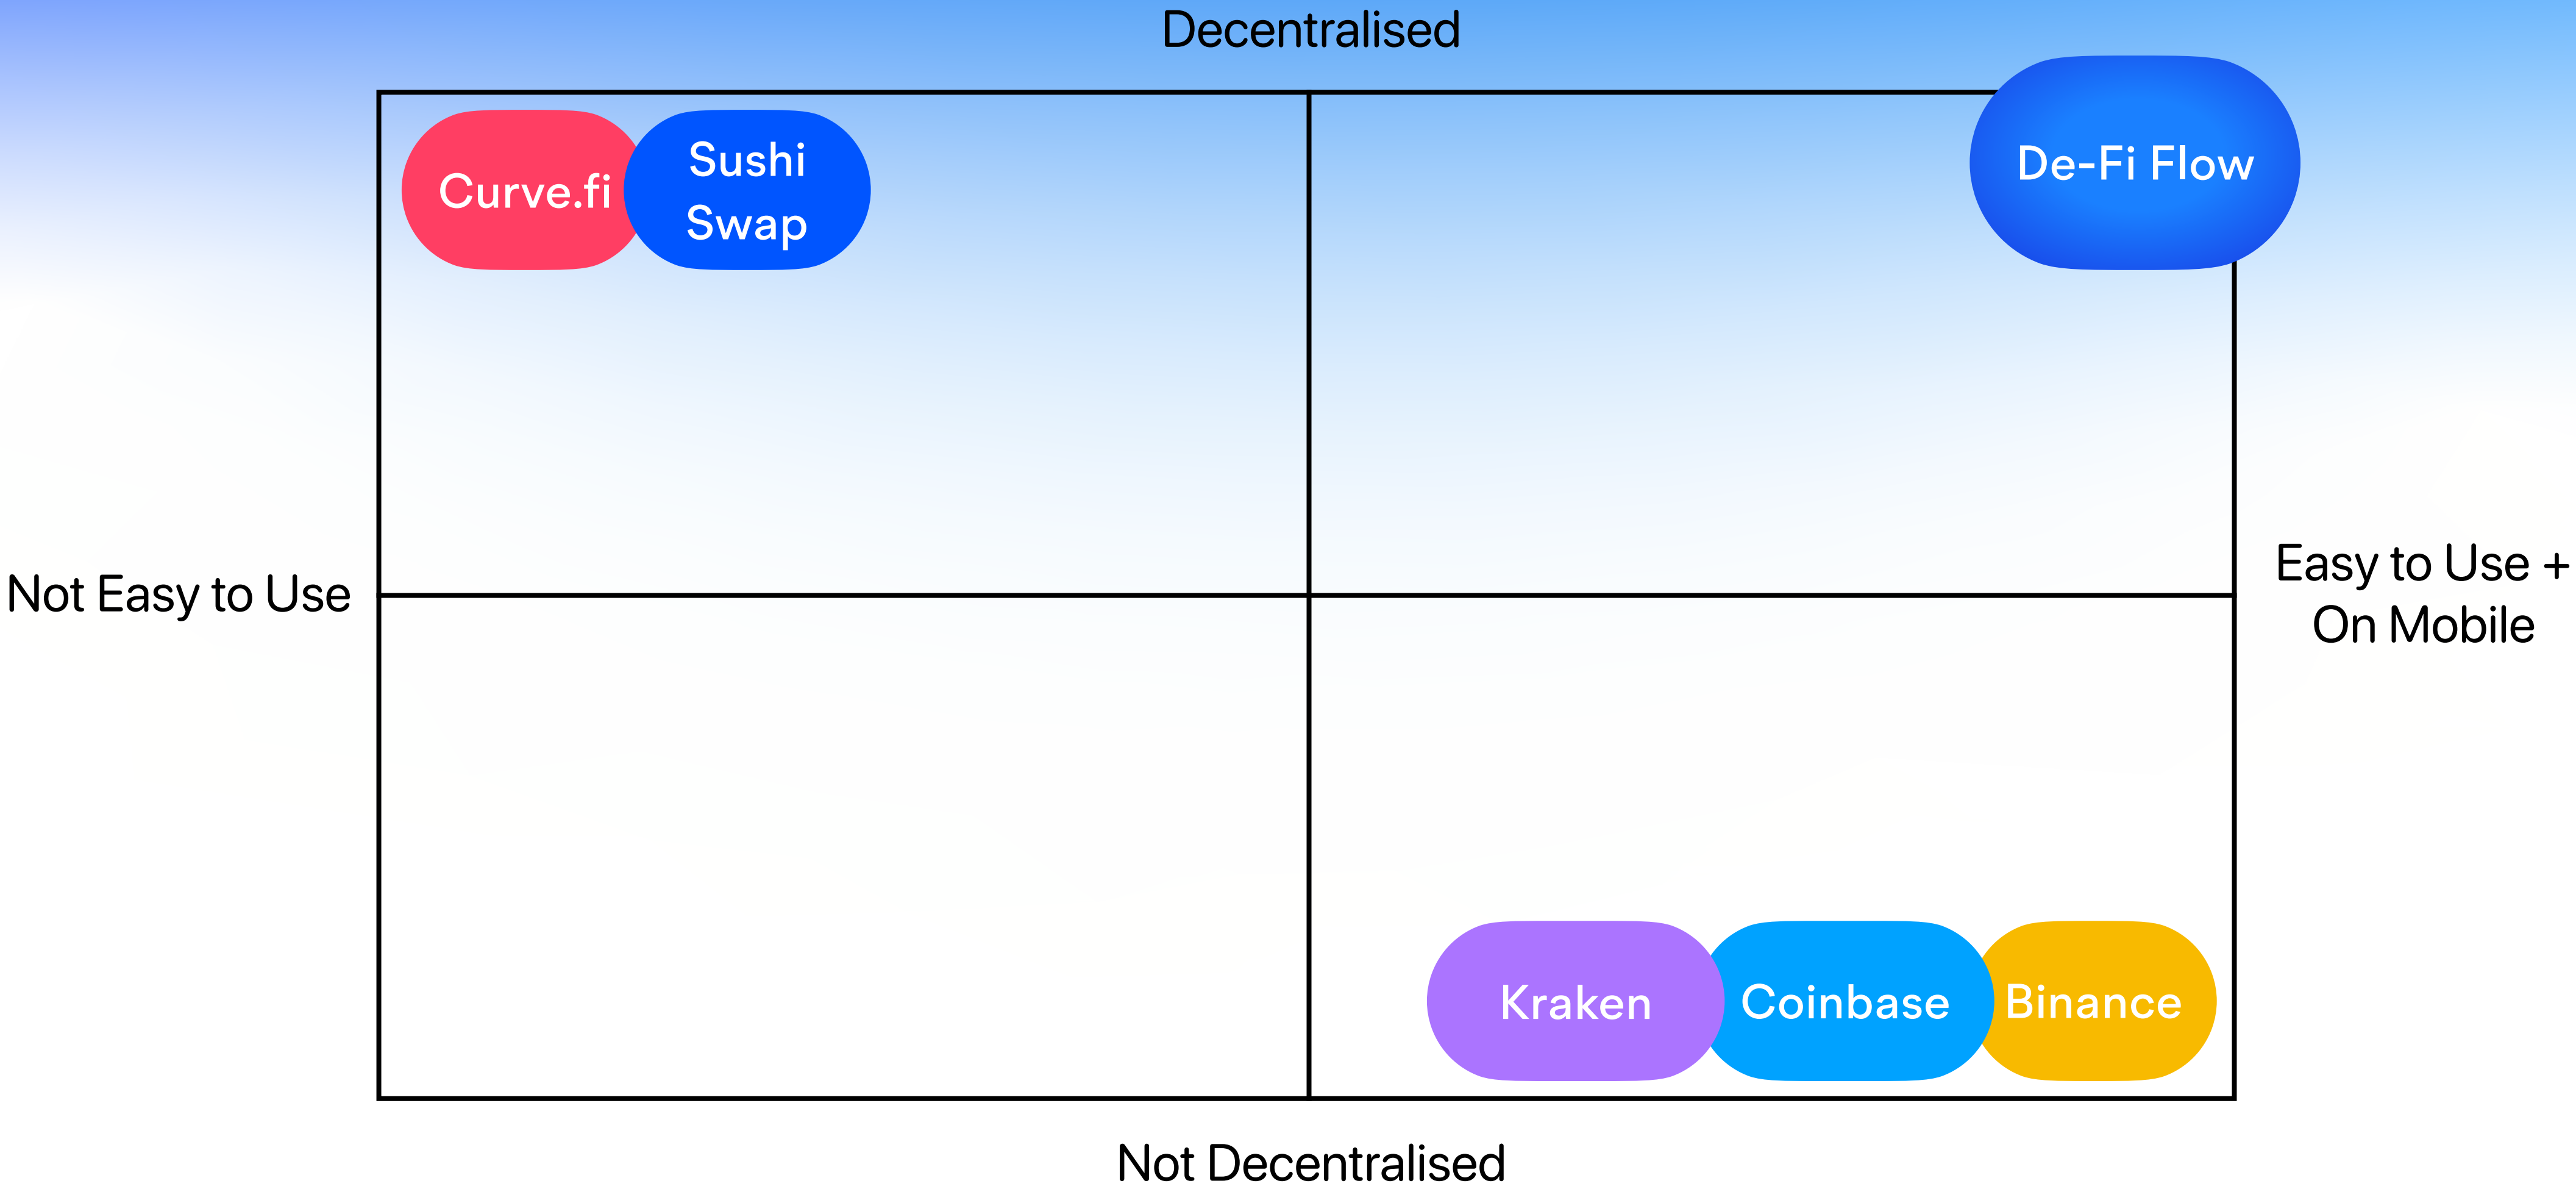 Decentralised
Curve.fi
Sushi
Swap
De-Fi Flow
Not Easy to Use
Easy to Use +
On Mobile
Kraken
Coinbase
Binance
Not Decentralised